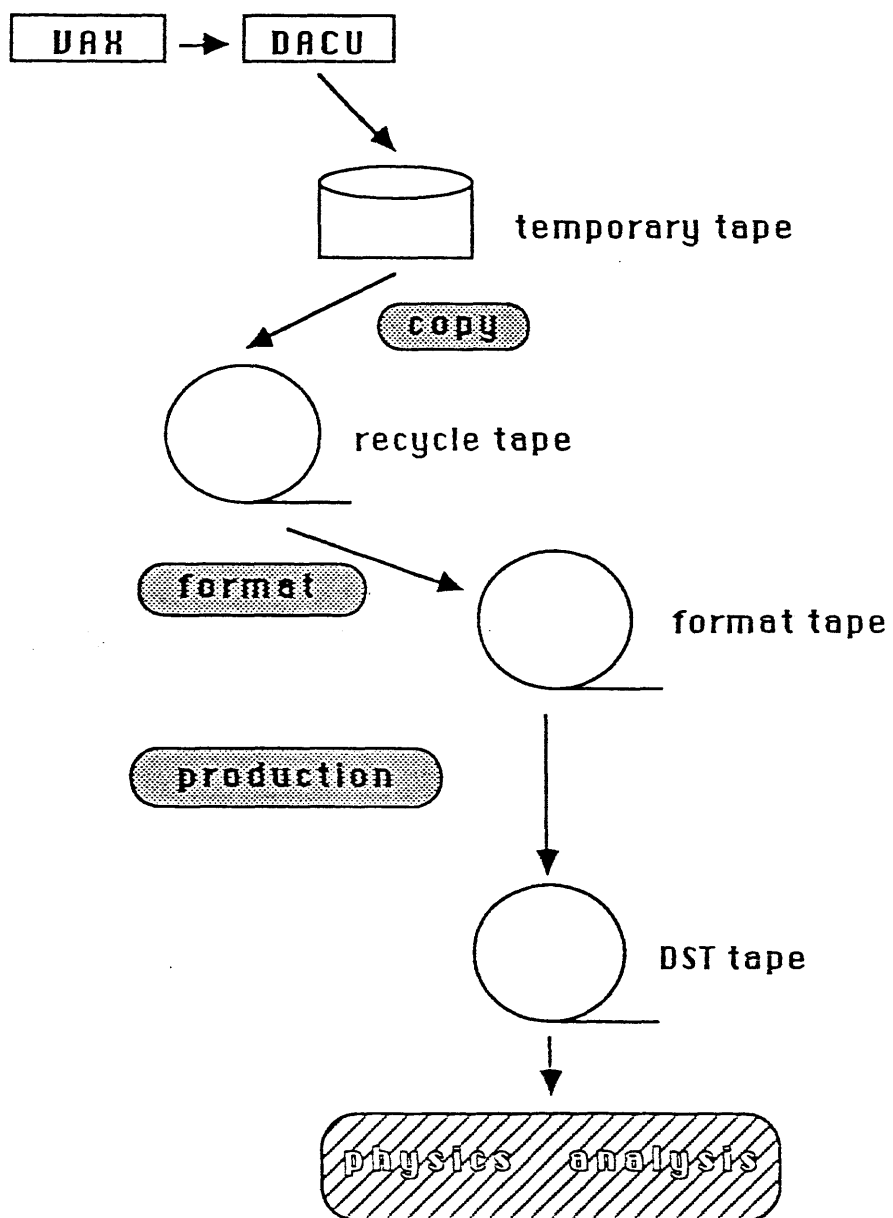 VAX DACU
temporary tape
copy
recycle tape
format
format tape
production
DST tape
physics analysis